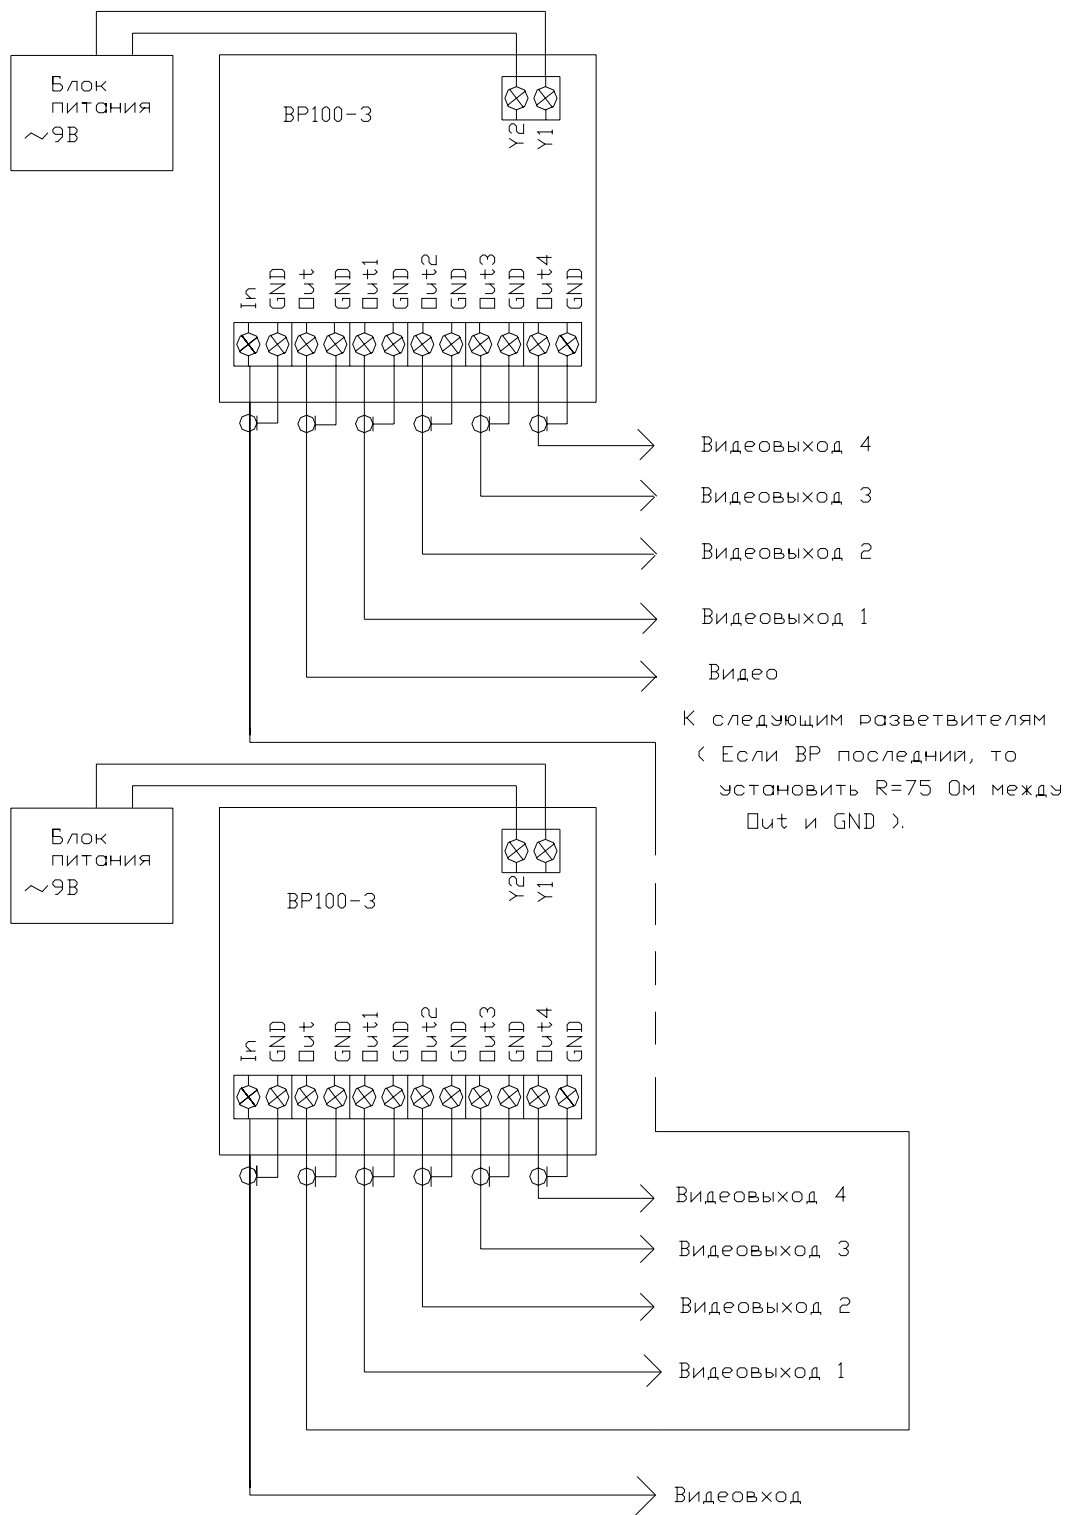 Блок
питания
~9В
ВР100-3
Y2
Y1
In
GND
Out
GND
Out1
GND
Out2
GND
Out3
GND
Out4
GND
Видеовыход 4
Видеовыход 3
Видеовыход 2
Видеовыход 1
Видео
К следующим разветвителям
( Если ВР последний, то
установить R=75 Ом между
Out и GND ).
Блок
питания
~9В
ВР100-3
Y2
Y1
In
GND
Out
GND
Out1
GND
Out2
GND
Out3
GND
Out4
GND
Видеовыход 4
Видеовыход 3
Видеовыход 2
Видеовыход 1
Видеовход